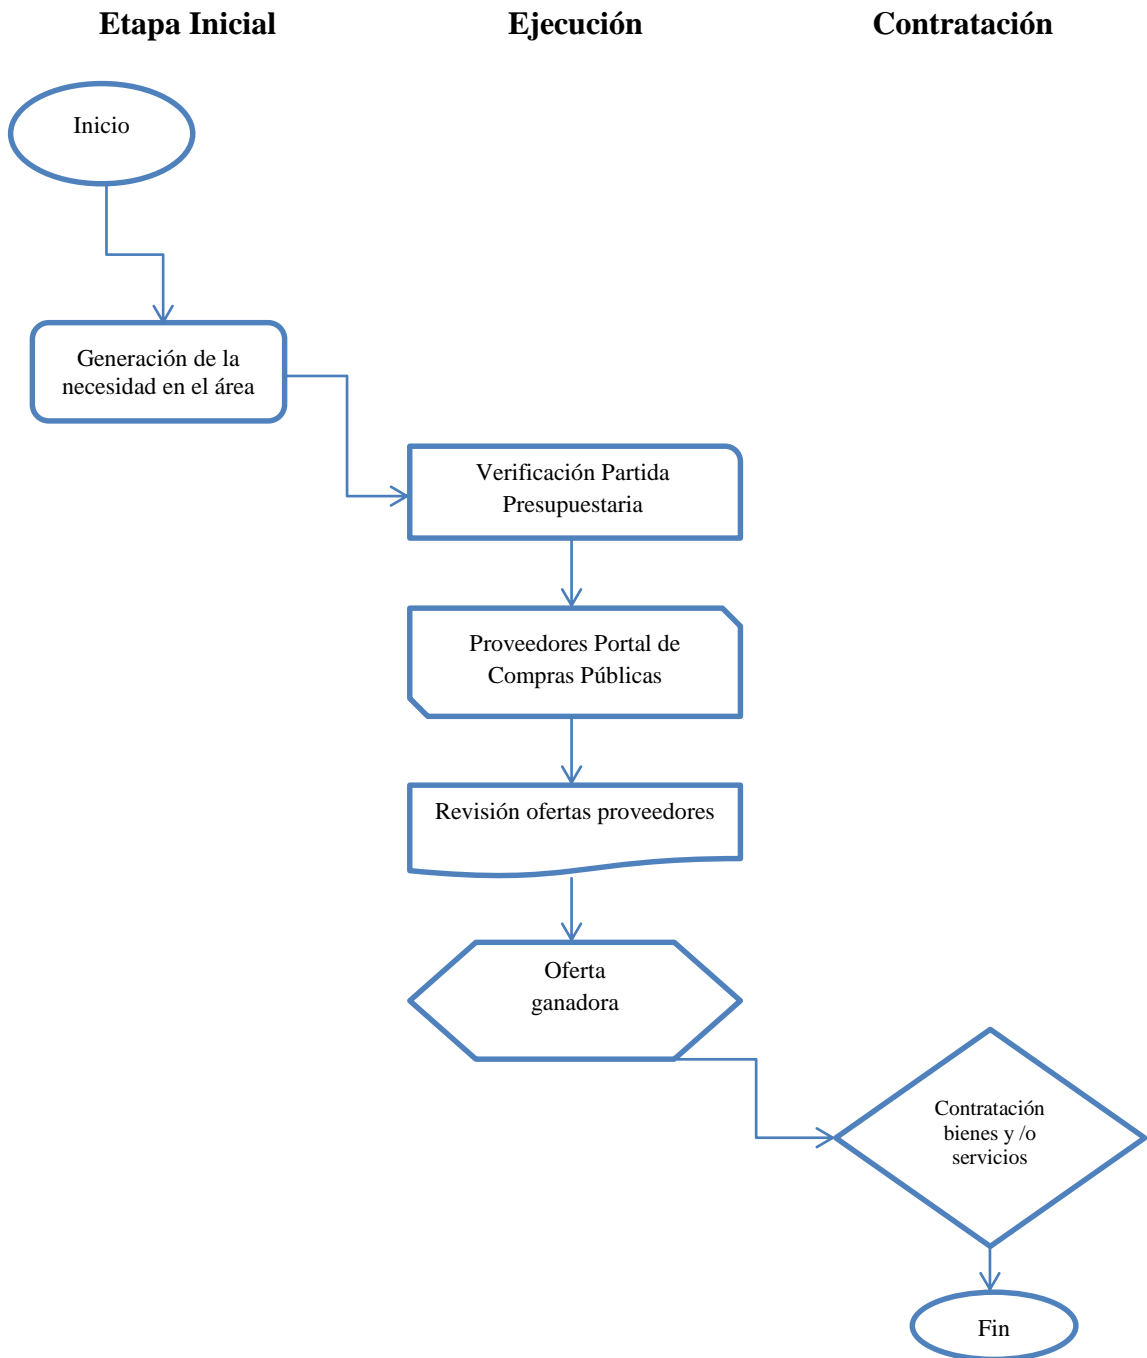 Etapa Inicial
Ejecución
Contratación
Inicio
Generación de la
necesidad en el área
Verificación Partida
Presupuestaria
Proveedores Portal de
Compras Públicas
Revisión ofertas proveedores
Oferta
ganadora
Contratación
bienes y /o
servicios
Fin